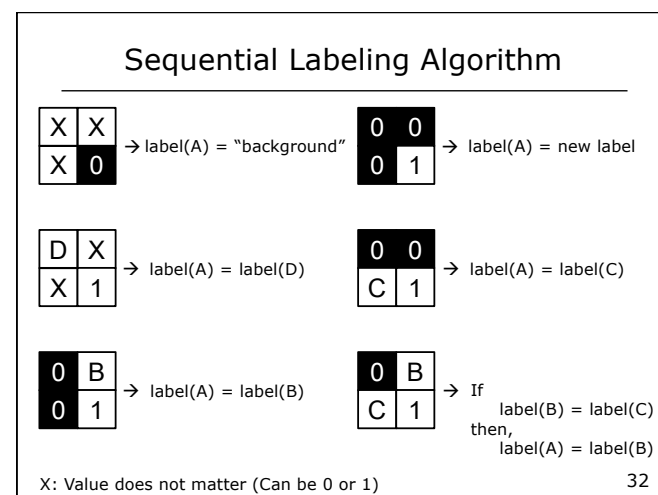 Sequential Labeling Algorithm
X X
X 0
→ label(A) = “background”
0 0
0 1
→ label(A) = new label
D X
X 1
→ label(A) = label(D)
0 0
C 1
→ label(A) = label(C)
0 B
0 1
→ label(A) = label(B)
0 B
C 1
→ If
label(B) = label(C)
then,
label(A) = label(B)
X: Value does not matter (Can be 0 or 1)
32